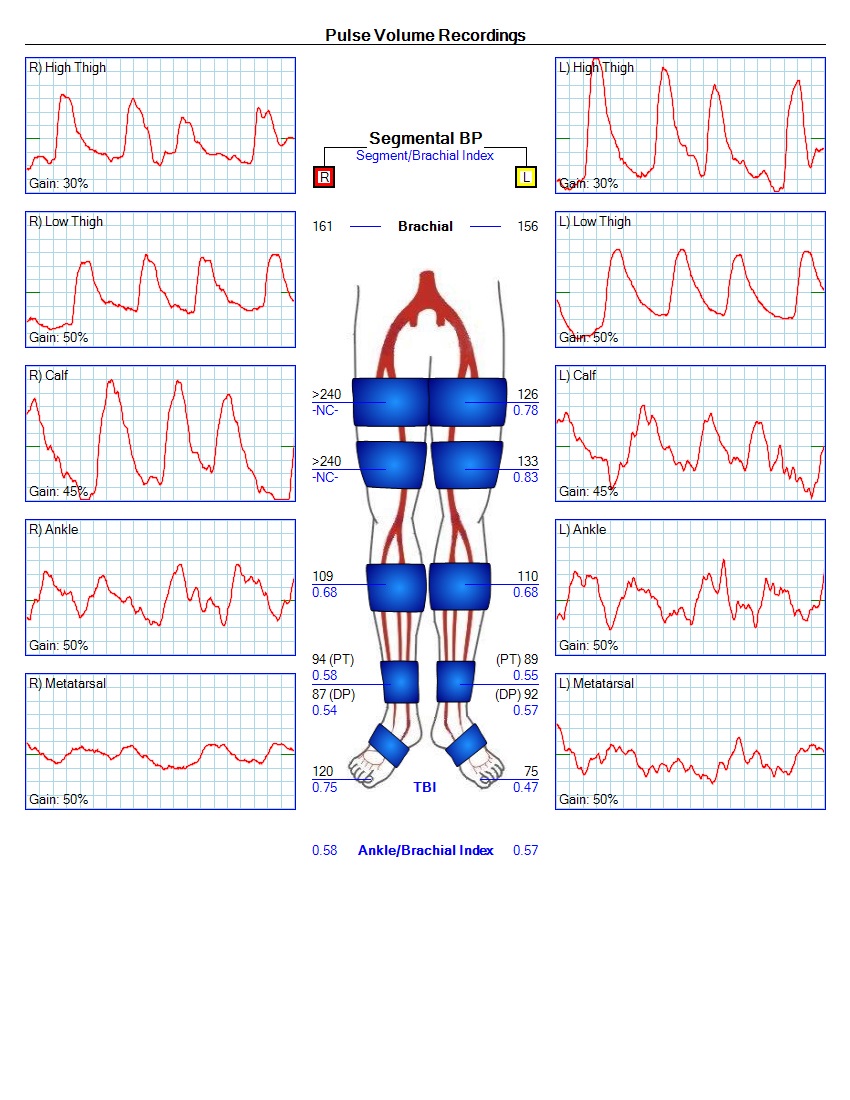 Pulse Volume Recordings
R) High Thigh
Gain: 30%
R) Low Thigh
Gain: 50%
R) Calf
Gain: 45%
R) Ankle
Gain: 50%
R) Metatarsal
Gain: 50%
Segmental BP
Segment/Brachial Index
R L
161 Brachial 156
>240 126
-NC- 0.78
>240 133
-NC- 0.83
109 110
0.68 0.68
94 (PT) (PT) 89
0.58 0.55
87 (DP) (DP) 92
0.54 0.57
120 75
0.75 TBI 0.47
0.58 Ankle/Brachial Index 0.57
L) High Thigh
Gain: 30%
L) Low Thigh
Gain: 50%
L) Calf
Gain: 45%
L) Ankle
Gain: 50%
L) Metatarsal
Gain: 50%